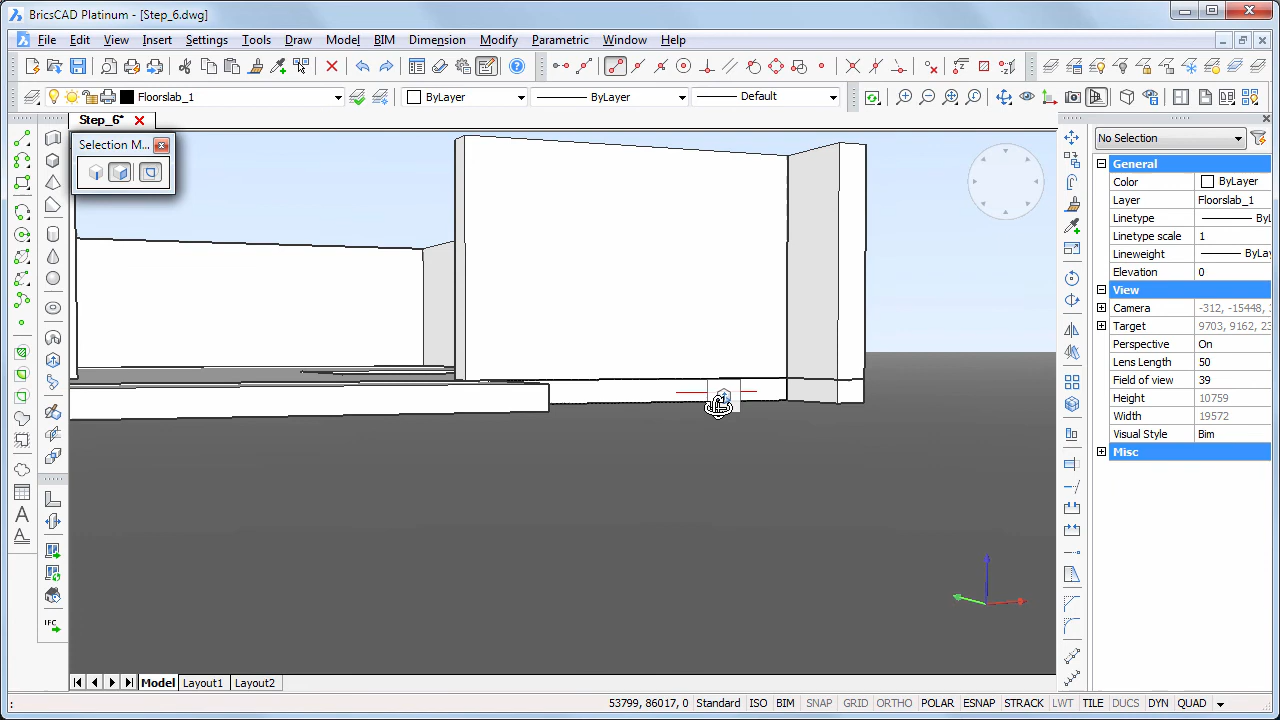 BricsCAD Platinum - [Step_6.dwg]
File Edit View Insert Settings Tools Draw Model BIM Dimension Modify Parametric Window Help
Floorslab_1 ByLayer ByLayer Default
Step_6*
Selection M...
No Selection
General
Color ByLayer
Layer Floorslab_1
Linetype
Linetype scale 1
Lineweight
Elevation 0
View
Camera -312, -15448,
Target 9703, 9162, 23
Perspective On
Lens Length 50
Field of view 39
Height 10759
Width 19572
Visual Style Bim
Misc
IFC
Model Layout1 Layout2
: 53799, 86017, 0 Standard ISO BIM SNAP GRID ORTHO POLAR ESNAP STRACK LWT TILE DUCS DYN QUAD